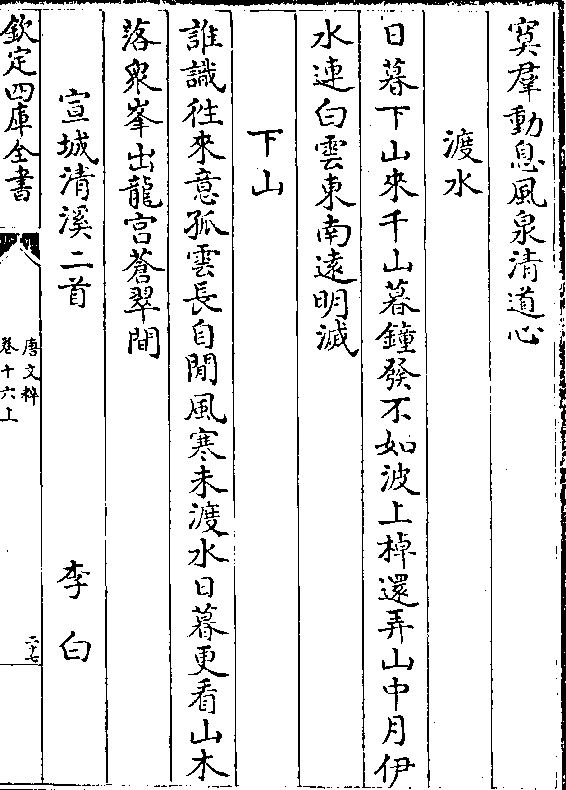 寞羣動息風泉清道心
渡水
日暮下山來千山暮鐘發不如波上棹還弄山中月伊
水連白雲東南遠明滅
下山
誰識徃來意孤雲長自閒風寒未渡水日暮更看山木
落衆峯出龍宫蒼翠間
宣城清溪二首 李白
欽定四庫全書
唐文粹
卷十六上
二十七